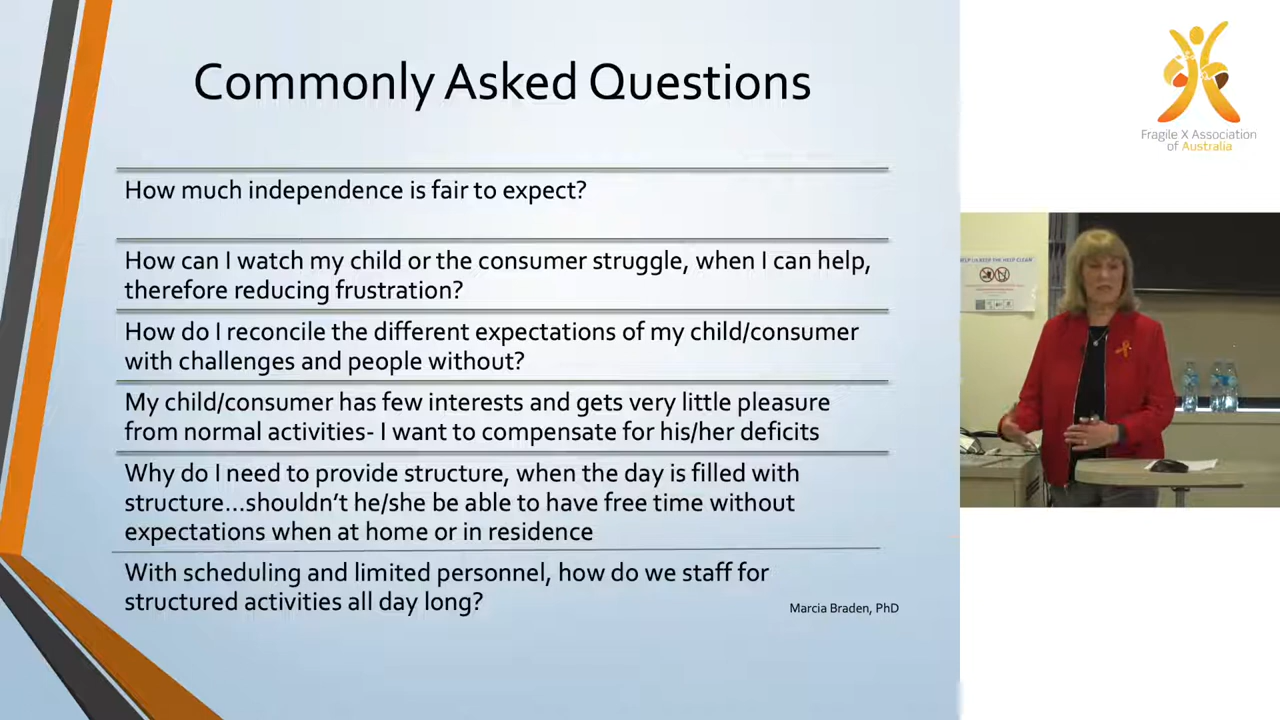 Commonly Asked Questions
How much independence is fair to expect?
How can I watch my child or the consumer struggle, when I can help,
therefore reducing frustration?
How do I reconcile the different expectations of my child/consumer
with challenges and people without?
My child/consumer has few interests and gets very little pleasure
from normal activities- I want to compensate for his/her deficits
Why do I need to provide structure, when the day is filled with
structure...shouldn't he/she be able to have free time without
expectations when at home or in residence
With scheduling and limited personnel, how do we staff for
structured activities all day long?
Marcia Braden, PhD
Fragile X Association
of Australia